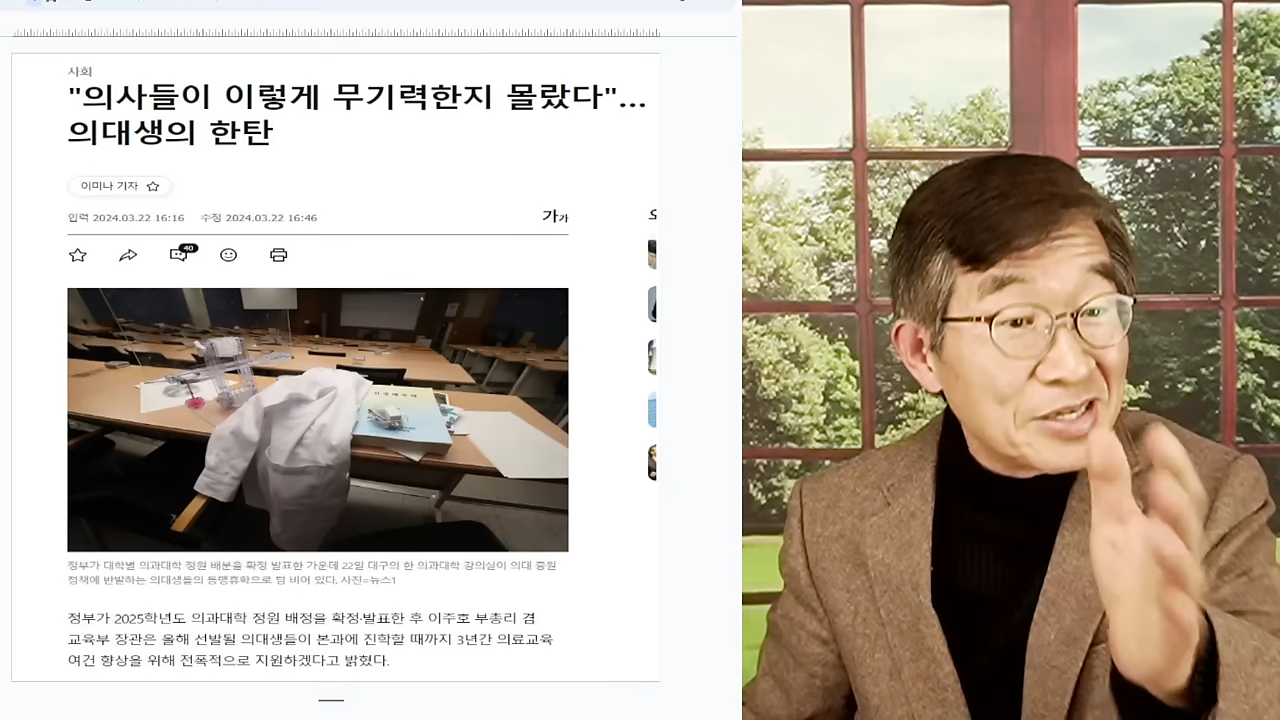 사회
"의사들이 이렇게 무기력한지 몰랐다"...
의대생의 한탄
이미나 기자
입력 2024.03.22 16:16 수정 2024.03.22 16:46
가가
40
정부가 대학별 의과대학 정원 배분을 확정 발표한 가운데 22일 대구의 한 의과대학 강의실이 의대 증원
정책에 반발하는 의대생들의 동맹휴학으로 텅 비어 있다. 사진=뉴스1
정부가 2025학년도 의과대학 정원 배정을 확정·발표한 후 이주호 부총리 겸
교육부 장관은 올해 선발될 의대생들이 본과에 진학할 때까지 3년간 의료교육
여건 향상을 위해 전폭적으로 지원하겠다고 밝혔다.